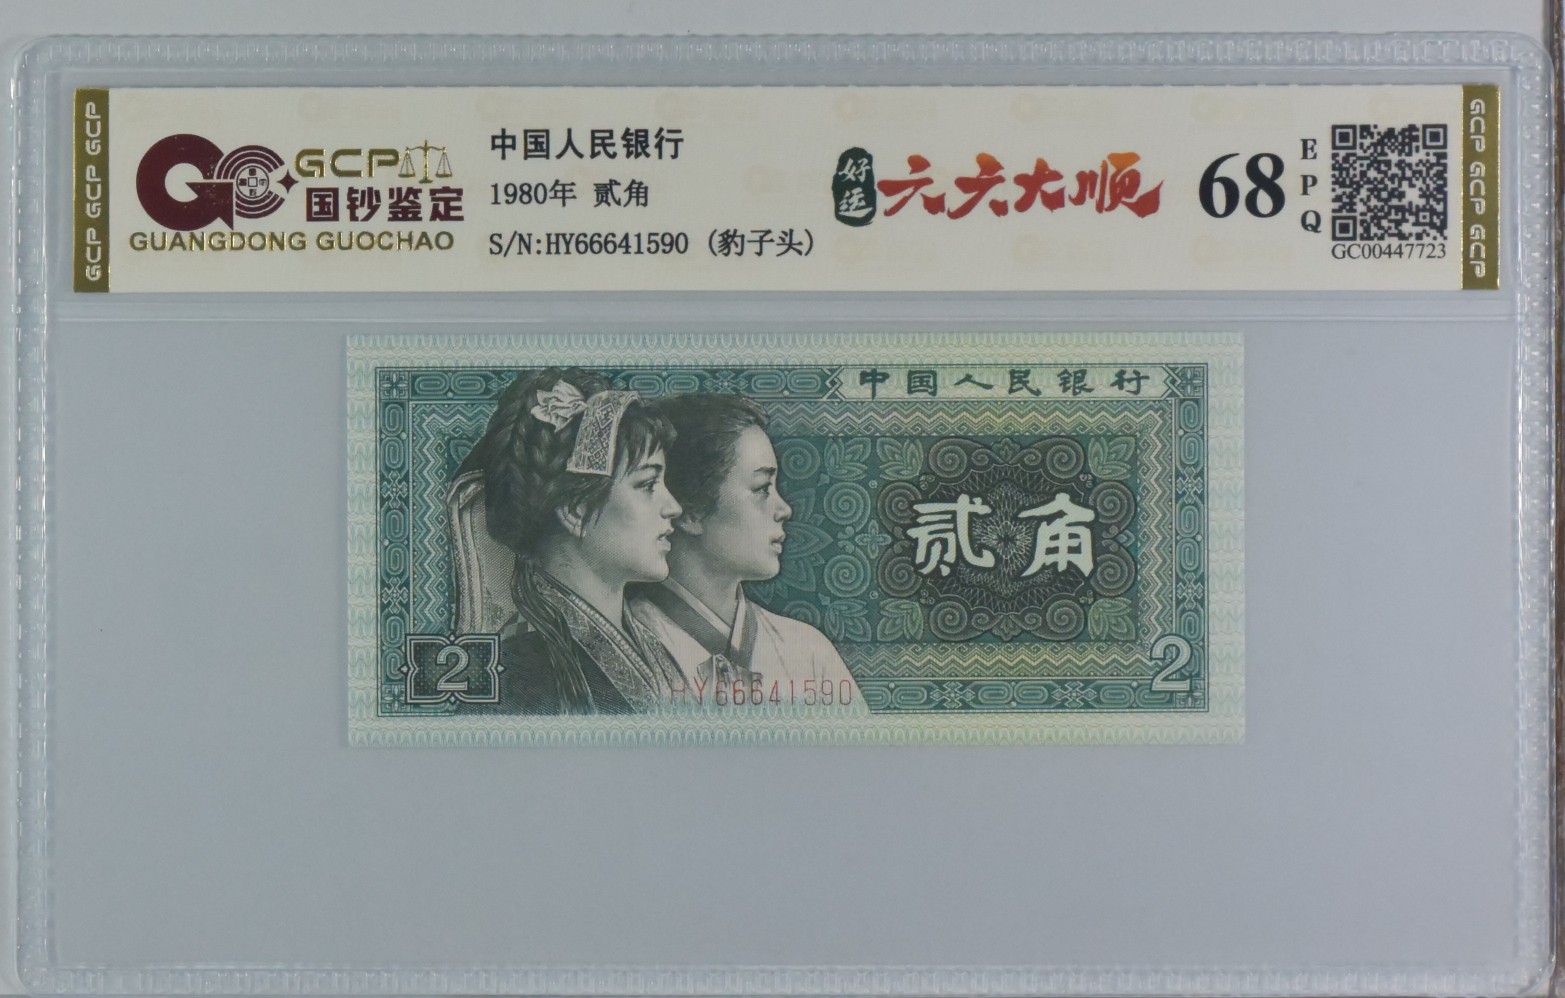 GCP GCP GCP
GCP
国钞鉴定
GUANGDONG GUOCHAO
中国人民银行
1980年 贰角
S/N:HY66641590 (豹子头)
好运
六六大顺
68
EPQ
GC00447723
GCP GCP GCP
中国人民银行
贰角
2
HY66641590
2